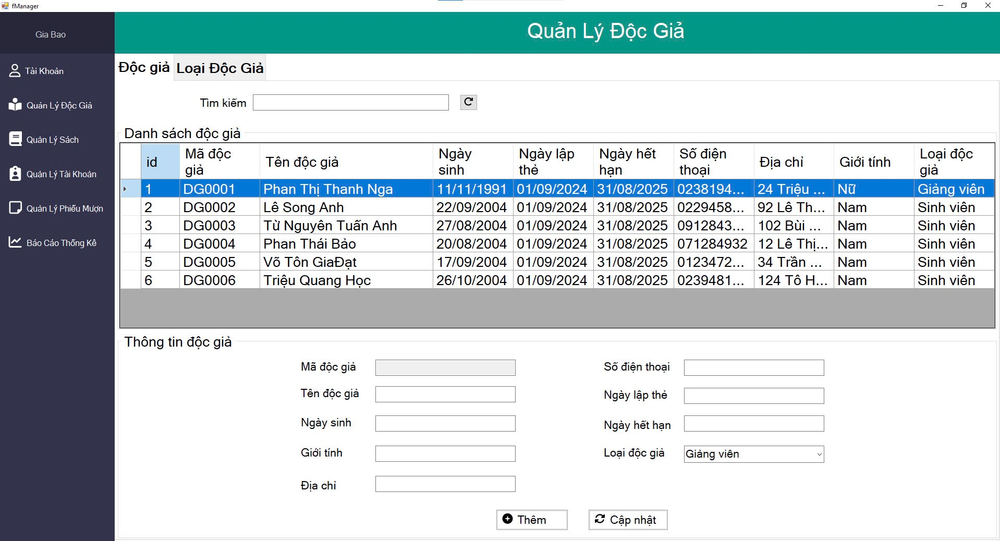 fManager
Gia Bao
Tài Khoản
Quản Lý Độc Giả
Quản Lý Sách
Quản Lý Tài Khoản
Quản Lý Phiếu Mượn
Báo Cáo Thống Kê
Quản Lý Độc Giả
Độc giả Loại Độc Giả
Tìm kiếm
Danh sách độc giả
id Mã độc giả Tên độc giả Ngày sinh Ngày lập thẻ Ngày hết hạn Số điện thoại Địa chỉ Giới tính Loại độc giả
1 DG0001 Phan Thị Thanh Nga 11/11/1991 01/09/2024 31/08/2025 0238194... 24 Triệu ... Nữ Giảng viên
2 DG0002 Lê Song Anh 22/09/2004 01/09/2024 31/08/2025 0229458... 92 Lê Th... Nam Sinh viên
3 DG0003 Từ Nguyên Tuấn Anh 27/08/2004 01/09/2024 31/08/2025 0912843... 102 Bùi ... Nam Sinh viên
4 DG0004 Phan Thái Bảo 20/08/2004 01/09/2024 31/08/2025 071284932 12 Lê Thị... Nam Sinh viên
5 DG0005 Võ Tôn GiaĐạt 17/09/2004 01/09/2024 31/08/2025 0123472... 34 Trần ... Nam Sinh viên
6 DG0006 Triệu Quang Học 26/10/2004 01/09/2024 31/08/2025 0239481... 124 Tô H... Nam Sinh viên
Thông tin độc giả
Mã độc giả
Tên độc giả
Ngày sinh
Giới tính
Địa chỉ
Số điện thoại
Ngày lập thẻ
Ngày hết hạn
Loại độc giả Giảng viên
Thêm Cập nhật